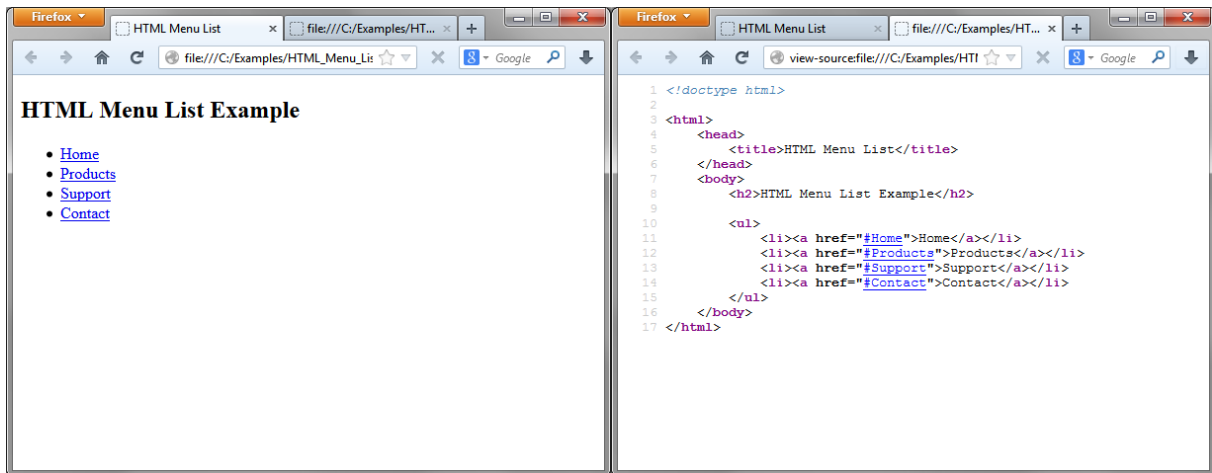 Firefox
HTML Menu List
file:///C:/Examples/HT...
file:///C:/Examples/HTML_Menu_Lis
Google
HTML Menu List Example
• Home
• Products
• Support
• Contact
Firefox
HTML Menu List
file:///C:/Examples/HT...
view-source:file:///C:/Examples/HTI
Google
1 <!doctype html>
2
3 <html>
4     <head>
5         <title>HTML Menu List</title>
6     </head>
7     <body>
8         <h2>HTML Menu List Example</h2>
9
10         <ul>
11             <li><a href="#Home">Home</a></li>
12             <li><a href="#Products">Products</a></li>
13             <li><a href="#Support">Support</a></li>
14             <li><a href="#Contact">Contact</a></li>
15         </ul>
16     </body>
17 </html>